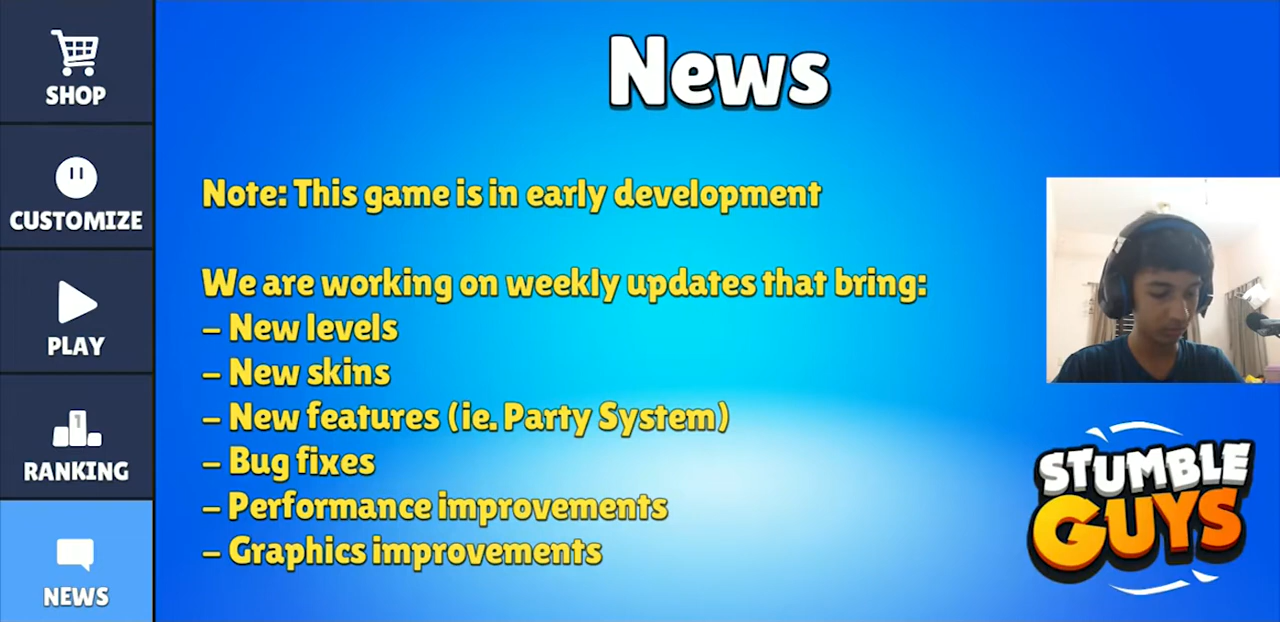 SHOP
CUSTOMIZE
PLAY
1
RANKING
NEWS
News
Note: This game is in early development
We are working on weekly updates that bring:
– New levels
– New skins
– New features (ie. Party System)
– Bug fixes
– Performance improvements
– Graphics improvements
STUMBLE
GUYS